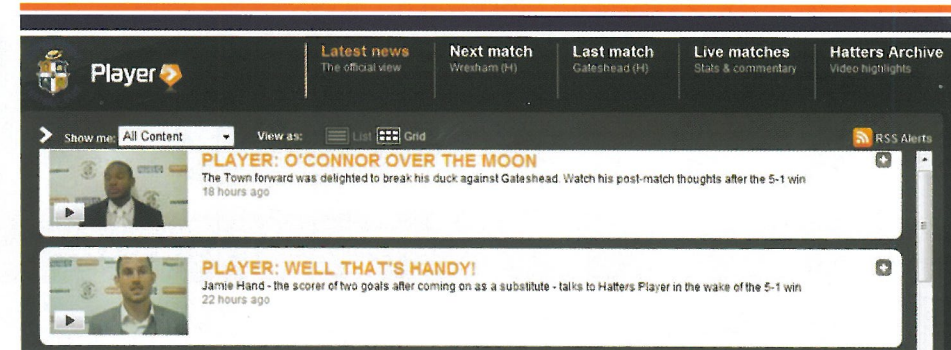 Player
Latest news
The official view
Next match
Wrexham (H)
Last match
Gateshead (H)
Live matches
Stats & commentary
Hatters Archive
Video highlights
Show me: All Content
View as: List Grid
RSS Alerts
PLAYER: O'CONNOR OVER THE MOON
The Town forward was delighted to break his duck against Gateshead. Watch his post-match thoughts after the 5-1 win
18 hours ago
PLAYER: WELL THAT'S HANDY!
Jamie Hand - the scorer of two goals after coming on as a substitute - talks to Hatters Player in the wake of the 5-1 win
22 hours ago